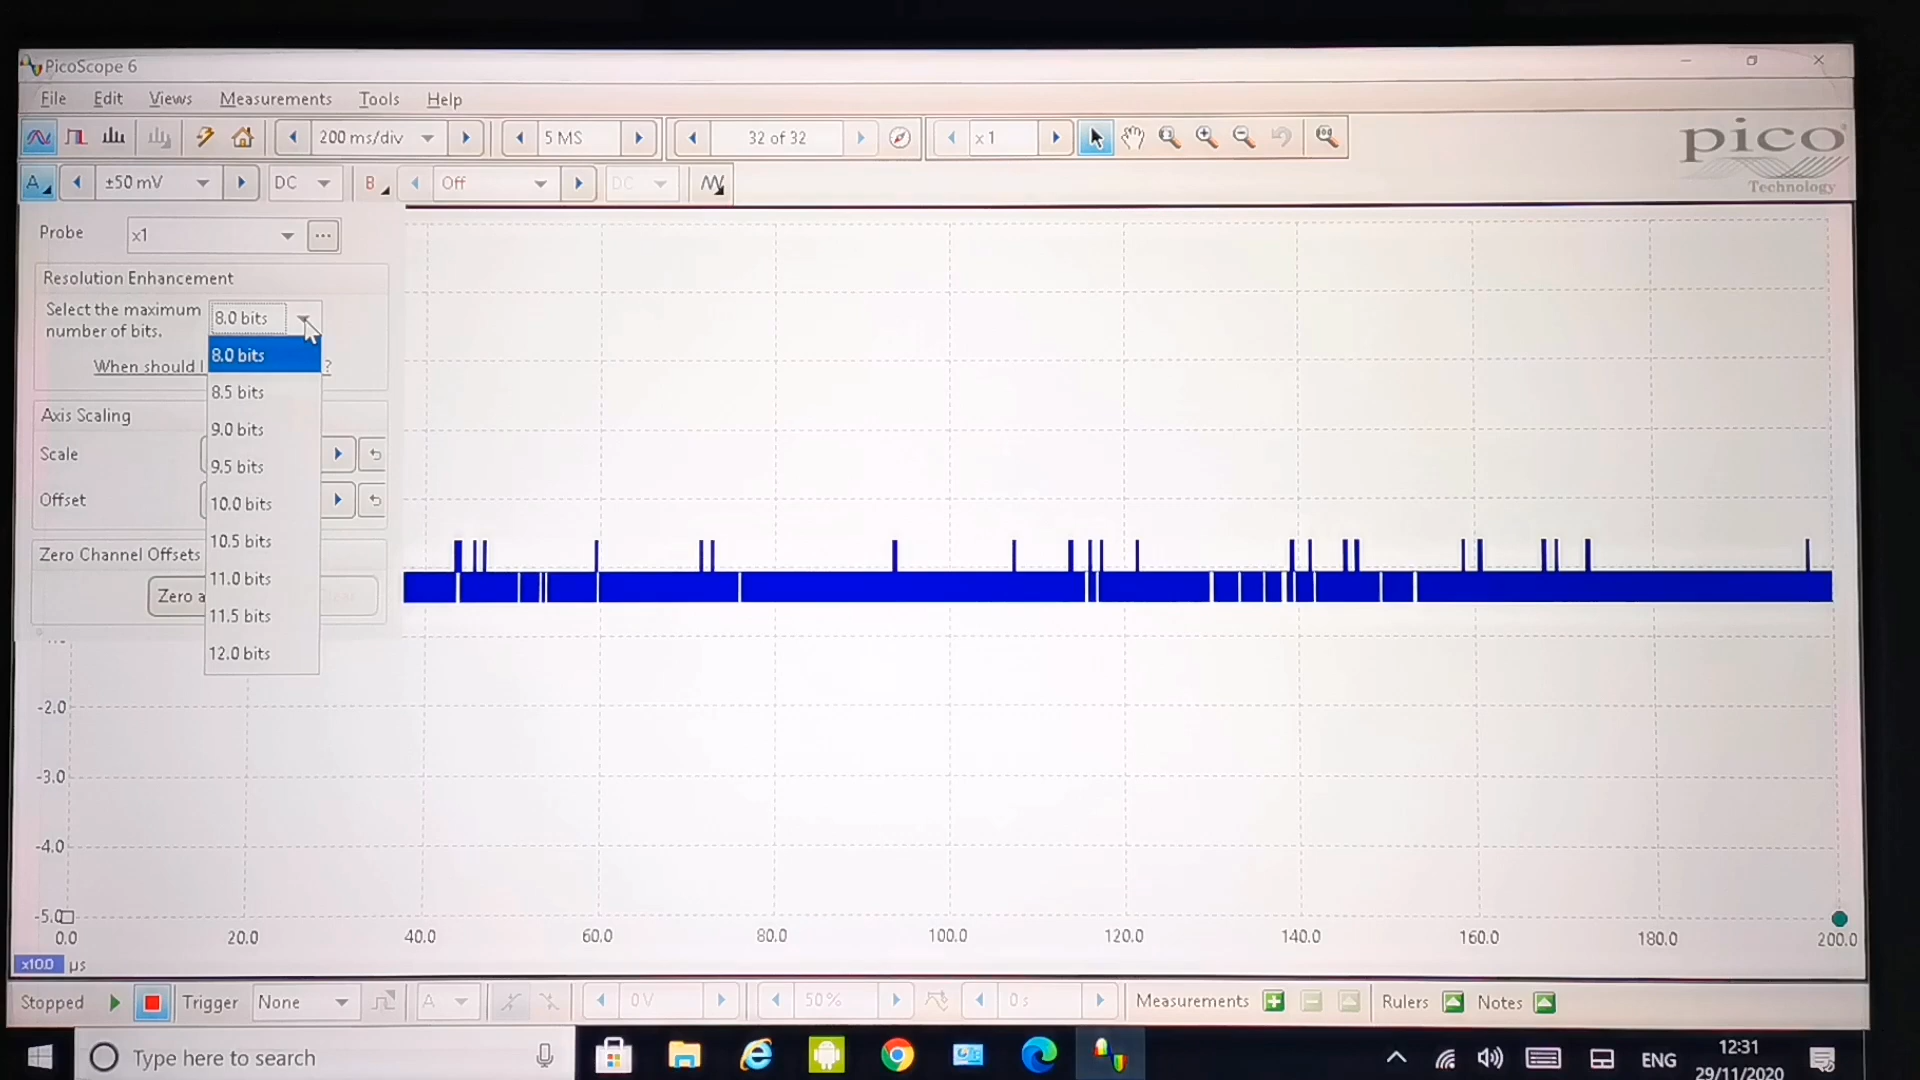 PicoScope 6
File Edit Views Measurements Tools Help
200 ms/div 5 MS 32 of 32 x 1
pico
Technology
A ±50 mV DC B Off DC
Probe x1 ...
Resolution Enhancement
Select the maximum
number of bits.
8.0 bits
When should I ?
8.0 bits
8.5 bits
9.0 bits
9.5 bits
10.0 bits
10.5 bits
11.0 bits
11.5 bits
12.0 bits
Axis Scaling
Scale
Offset
Zero Channel Offsets
Zero a
-2.0
-3.0
-4.0
-5.0
0.0 20.0 40.0 60.0 80.0 100.0 120.0 140.0 160.0 180.0 200.0
x10.0 µs
Stopped Trigger None A 0 V 50 % 0 s Measurements Rulers Notes
Type here to search
ENG
12:31
29/11/2020